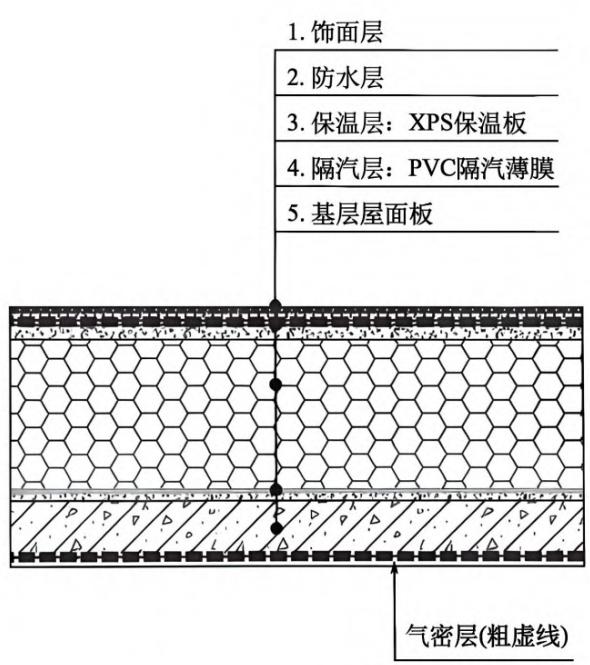 1. 饰面层
2. 防水层
3. 保温层：XPS保温板
4. 隔汽层：PVC隔汽薄膜
5. 基层屋面板
气密层(粗虚线)